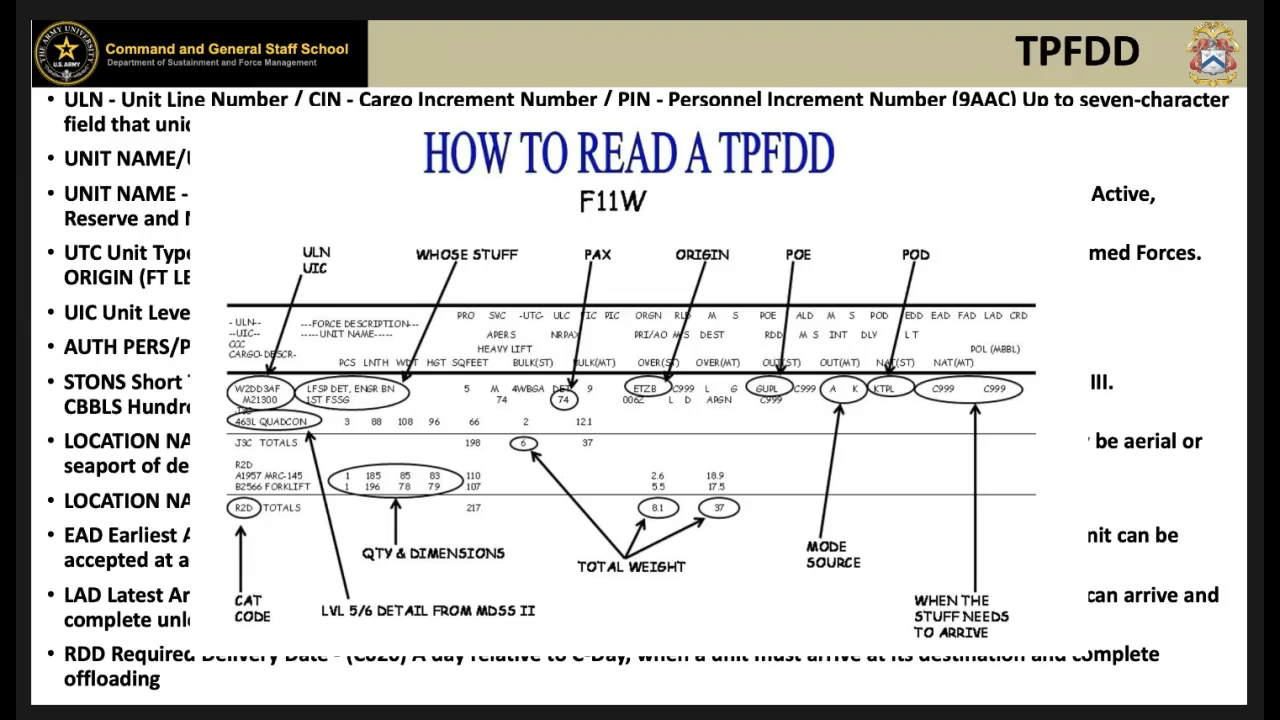 Command and General Staff School
Department of Sustainment and Force Management
THE ARMY UNIVERSITY
U.S. ARMY
TPFDD
• ULN - Unit Line Number / CIN - Cargo Increment Number / PIN - Personnel Increment Number (9AAC) Up to seven-character
field that
• UNIT NAME/
• UNIT NAME - Active,
Reserve and
• UTC Unit Type med Forces.
ORIGIN (FT
• UIC Unit Leve
• AUTH PERS/
• STONS Short III.
CBBLS Hundre
• LOCATION NA be aerial or
seaport of de
• LOCATION NA
• EAD Earliest nit can be
accepted at a
• LAD Latest Ar can arrive and
complete unl
• RDD Required Delivery Date - (C020) A day relative to C-Day, when a unit must arrive at its destination and complete
offloading
HOW TO READ A TPFDD
F11W
ULN WHOSE STUFF PAX ORIGIN POE POD
UIC
PRO SVC -UTC- ULC PIC ORGN RLD M S POE ALD M S POD EDD EAD FAD LAD CRD
-ULN-- ---FORCE DESCRIPTION---
--UIC-- -----UNIT NAME----- APERS NRPAX PRI/AO M S DEST RDD M S INT DLY L T
CCC HEAVY LIFT POL (MBBL)
CARGO-DESCR- PCS LNTH WDT HGT SQFEET BULK(ST) BULK(MT) OVER(ST) OVER(MT) OUT(ST) OUT(MT) NAT(ST) NAT(MT)
W2DD3AF LFSP DET, ENGR BN 5 M 4WBGA DET 9 ETZB C999 L G GUPL C999 A K KTPL C999 C999
M21300 1ST FSSG 74 74 006Z L D APGN C999
463L QUADCON 3 88 108 96 66 2 12.1
J3C TOTALS 198 6 37
R2D
A1957 MRC-145 1 185 85 83 110 2.6 18.9
B2566 FORKLIFT 1 196 78 79 107 5.5 17.5
R2D TOTALS 217 8.1 37
QTY & DIMENSIONS
TOTAL WEIGHT
MODE
SOURCE
CAT
CODE
LVL 5/6 DETAIL FROM MDSS II
WHEN THE
STUFF NEEDS
TO ARRIVE